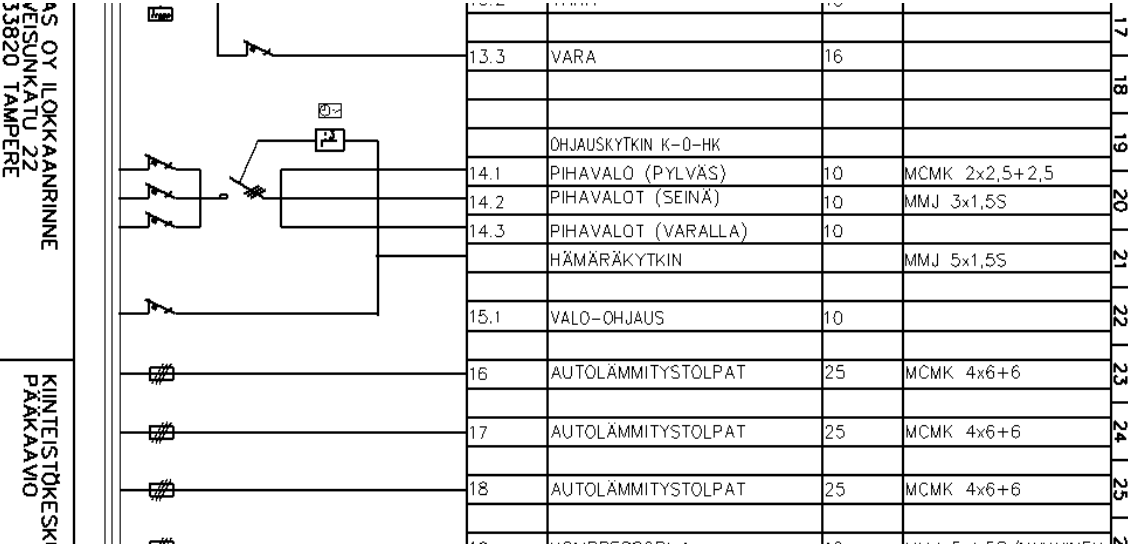 AS OY ILOKKAANRINNE
VEISUNKATU 22
33820 TAMPERE
KIINTEISTÖKESKU
PÄÄKAAVIO
17
13.3 VARA 16
18
19
OHJAUSKYTKIN K-0-HK
14.1 PIHAVALO (PYLVÄS) 10 MCMK 2x2,5+2,5
20
14.2 PIHAVALOT (SEINÄ) 10 MMJ 3x1,5S
14.3 PIHAVALOT (VARALLA) 10
21
HÄMÄRÄKYTKIN MMJ 5x1,5S
22
15.1 VALO-OHJAUS 10
23
16 AUTOLÄMMITYSTOLPAT 25 MCMK 4x6+6
24
17 AUTOLÄMMITYSTOLPAT 25 MCMK 4x6+6
25
18 AUTOLÄMMITYSTOLPAT 25 MCMK 4x6+6